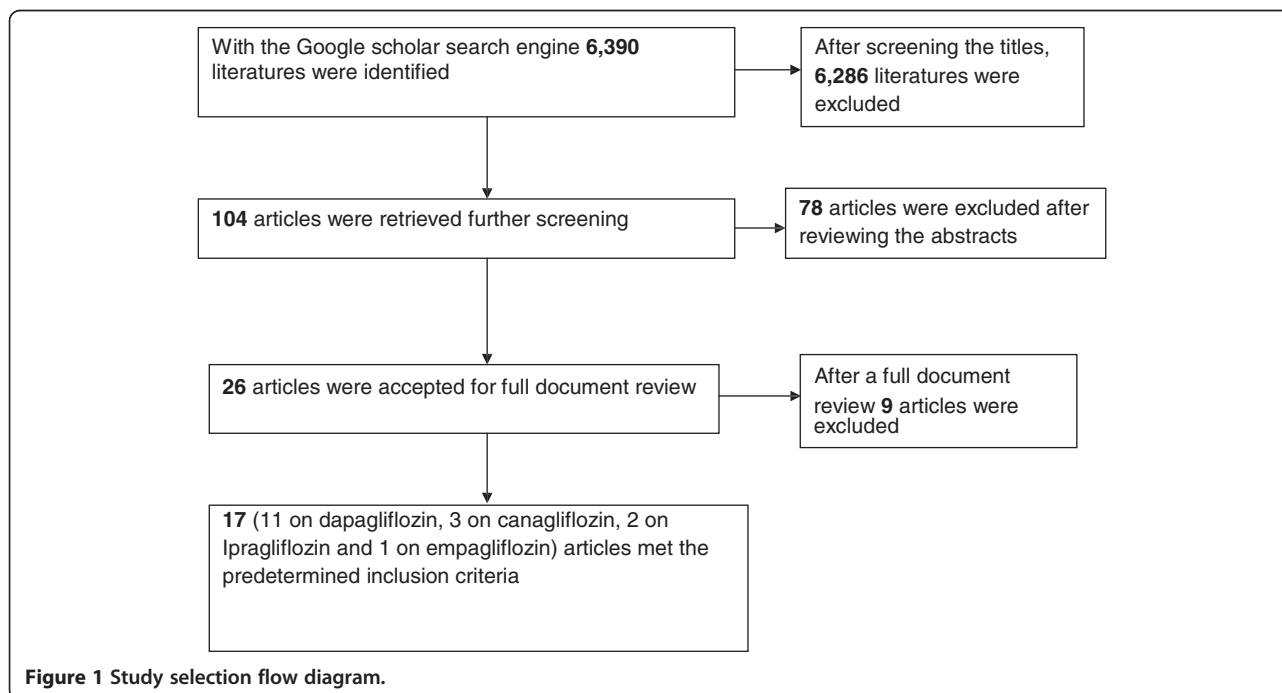 With the Google scholar search engine 6,390
literatures were identified
After screening the titles,
6,286 literatures were
excluded
104 articles were retrieved further screening
78 articles were excluded after
reviewing the abstracts
26 articles were accepted for full document review
After a full document
review 9 articles were
excluded
17 (11 on dapagliflozin, 3 on canagliflozin, 2 on
Ipragliflozin and 1 on empagliflozin) articles met the
predetermined inclusion criteria
Figure 1 Study selection flow diagram.